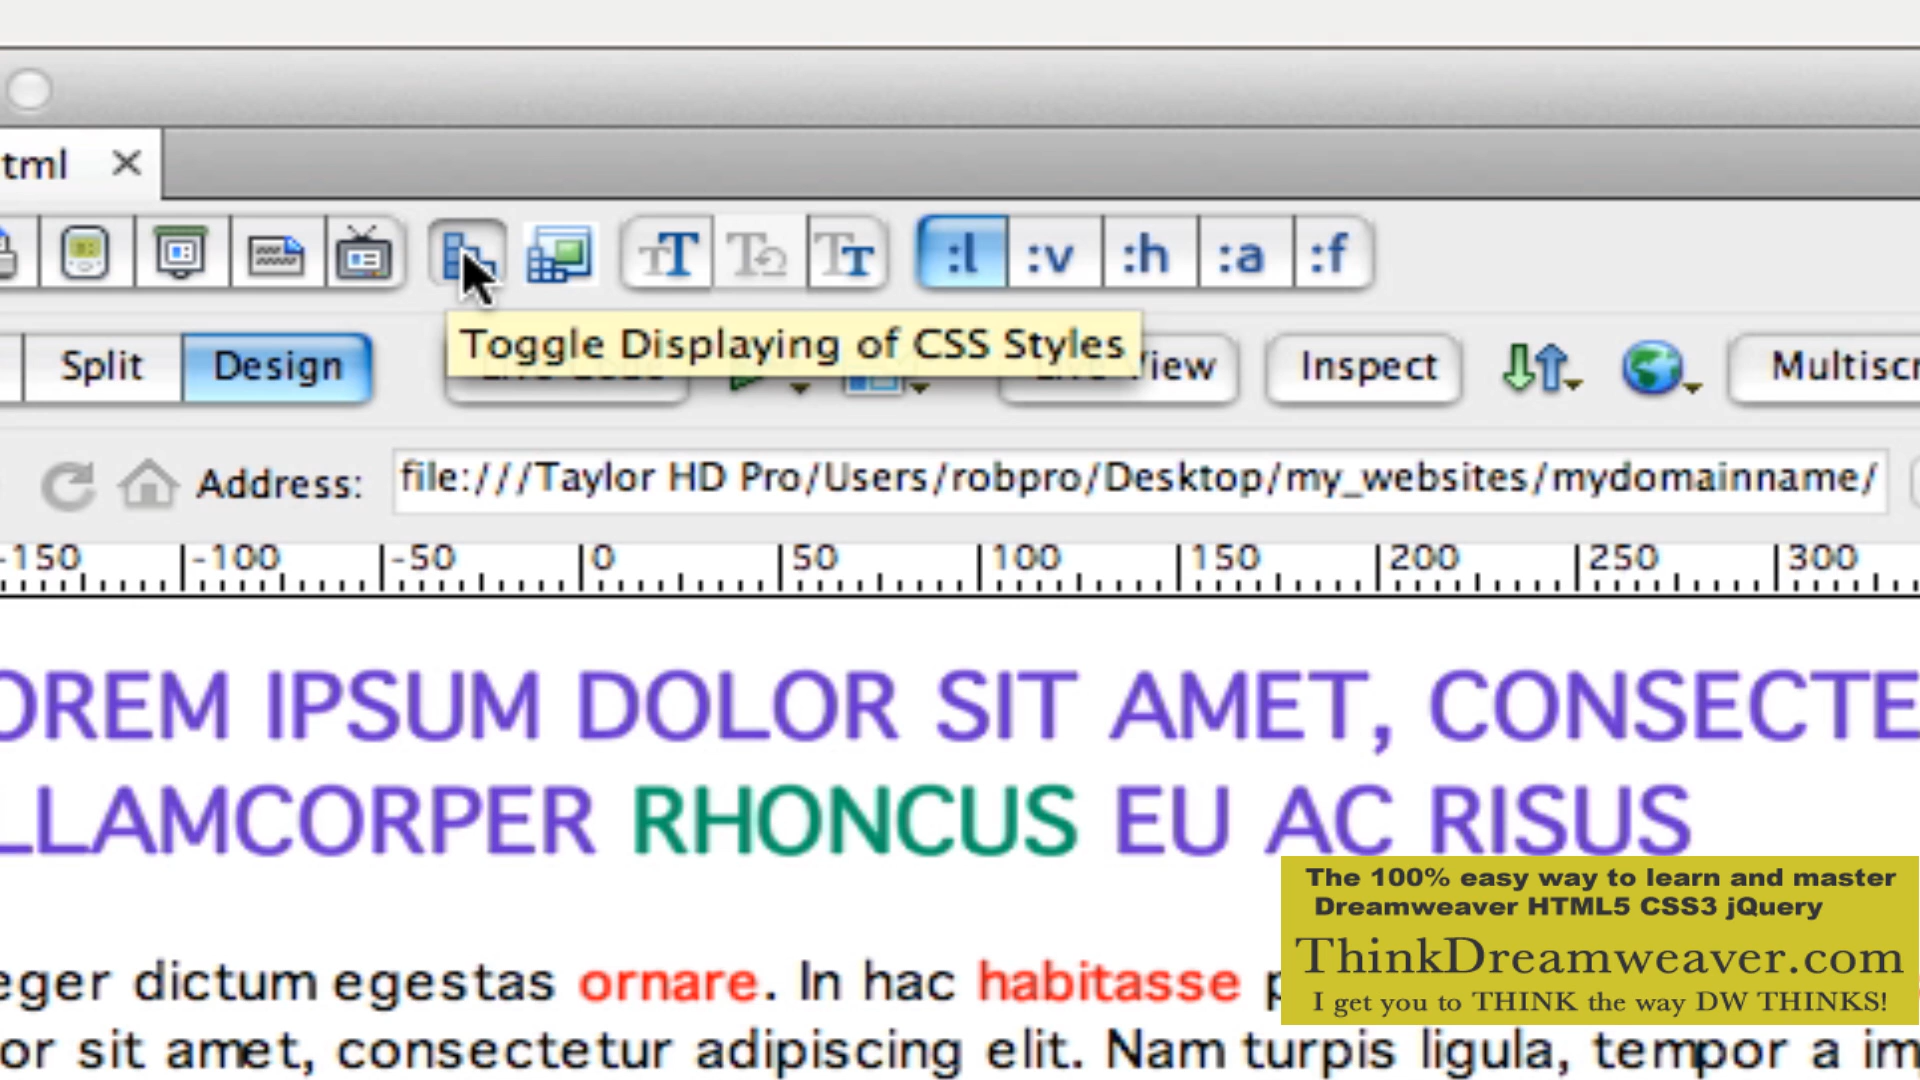 tml
:l :v :h :a :f
Toggle Displaying of CSS Styles
Split Design View Inspect
Address: file:///Taylor HD Pro/Users/robpro/Desktop/my_websites/mydomainname/
-150 -100 -50 0 50 100 150 200 250 300
OREM IPSUM DOLOR SIT AMET, CONSECTE
LLAMCORPER RHONCUS EU AC RISUS
The 100% easy way to learn and master
Dreamweaver HTML5 CSS3 jQuery
ThinkDreamweaver.com
I get you to THINK the way DW THINKS!
eger dictum egestas ornare. In hac habitasse p
or sit amet, consectetur adipiscing elit. Nam turpis ligula, tempor a im